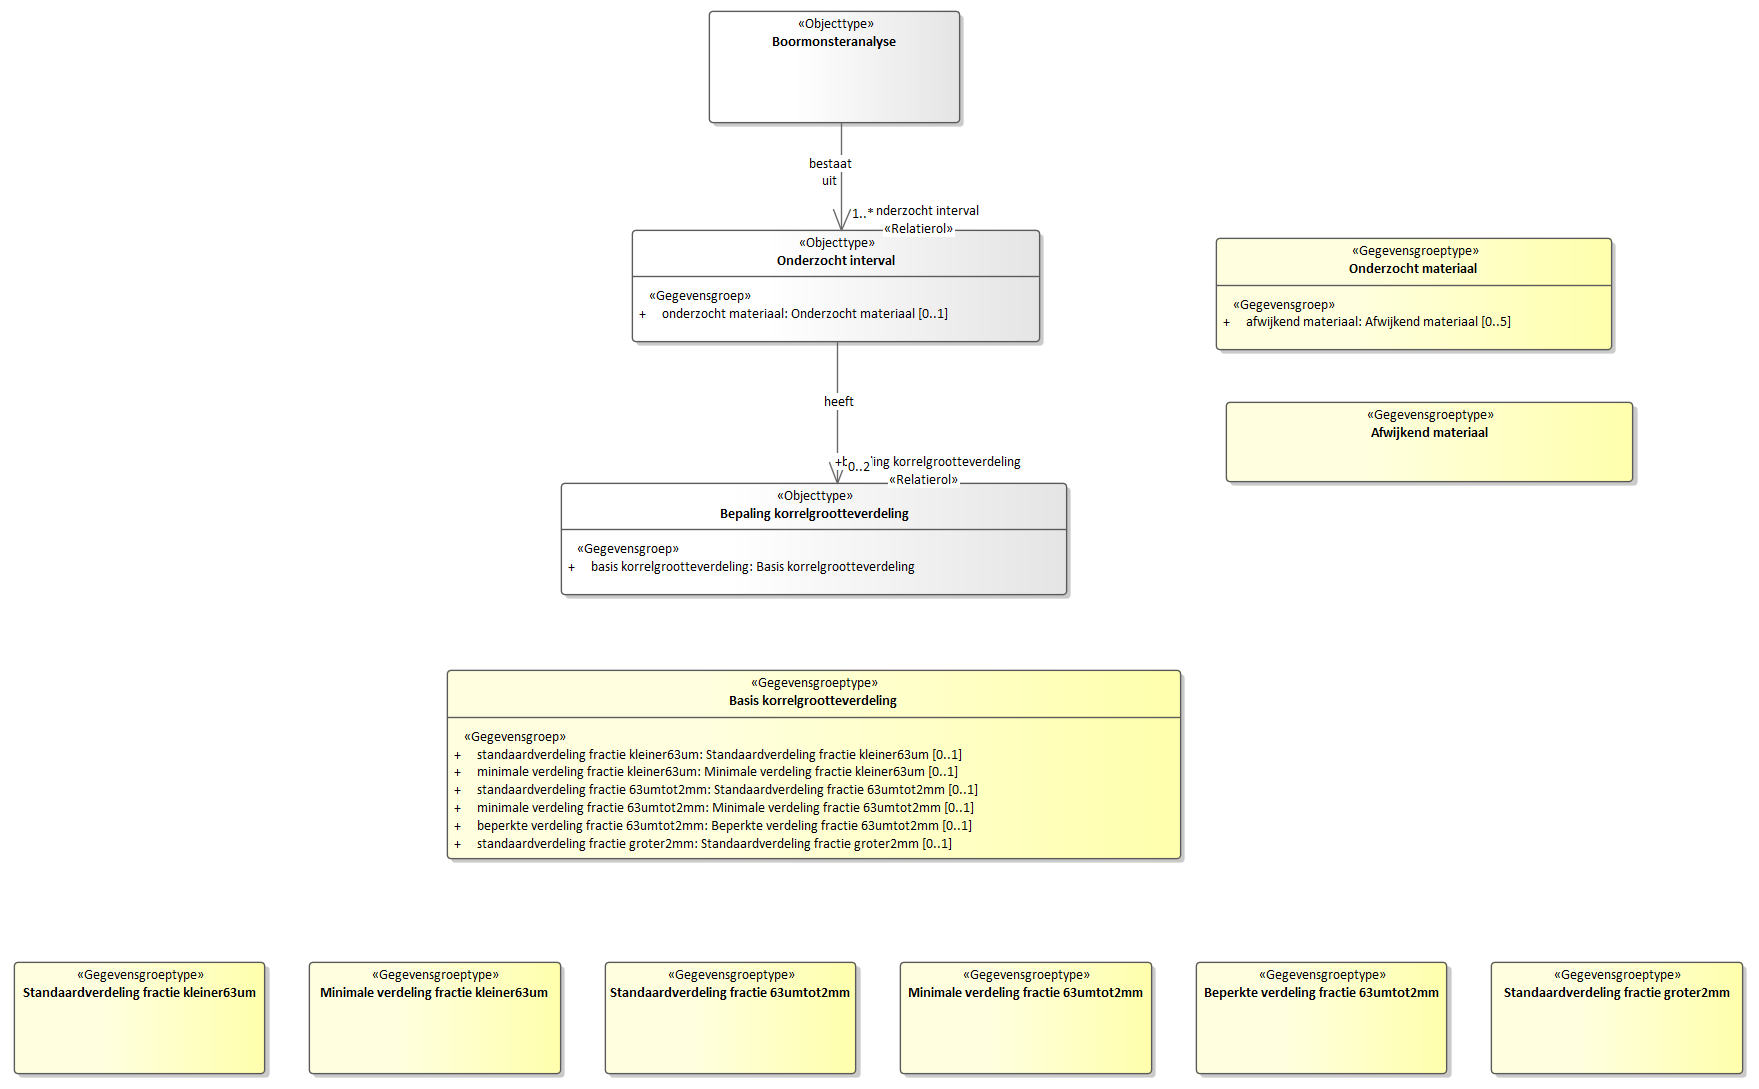 «Objecttype»
Boormonsteranalyse
bestaat
uit
1..* nderzocht interval
«Relatierol»
«Objecttype»
Onderzocht interval
«Gegevensgroep»
+ onderzocht materiaal: Onderzocht materiaal [0..1]
«Gegevensgroeptype»
Onderzocht materiaal
«Gegevensgroep»
+ afwijkend materiaal: Afwijkend materiaal [0..5]
heeft
«Gegevensgroeptype»
Afwijkend materiaal
0..2 ling korrelgrootteverdeling
«Relatierol»
«Objecttype»
Bepaling korrelgrootteverdeling
«Gegevensgroep»
+ basis korrelgrootteverdeling: Basis korrelgrootteverdeling
«Gegevensgroeptype»
Basis korrelgrootteverdeling
«Gegevensgroep»
+ standaardverdeling fractie kleiner63um: Standaardverdeling fractie kleiner63um [0..1]
+ minimale verdeling fractie kleiner63um: Minimale verdeling fractie kleiner63um [0..1]
+ standaardverdeling fractie 63umtot2mm: Standaardverdeling fractie 63umtot2mm [0..1]
+ minimale verdeling fractie 63umtot2mm: Minimale verdeling fractie 63umtot2mm [0..1]
+ beperkte verdeling fractie 63umtot2mm: Beperkte verdeling fractie 63umtot2mm [0..1]
+ standaardverdeling fractie groter2mm: Standaardverdeling fractie groter2mm [0..1]
«Gegevensgroeptype»
Standaardverdeling fractie kleiner63um
«Gegevensgroeptype»
Minimale verdeling fractie kleiner63um
«Gegevensgroeptype»
Standaardverdeling fractie 63umtot2mm
«Gegevensgroeptype»
Minimale verdeling fractie 63umtot2mm
«Gegevensgroeptype»
Beperkte verdeling fractie 63umtot2mm
«Gegevensgroeptype»
Standaardverdeling fractie groter2mm